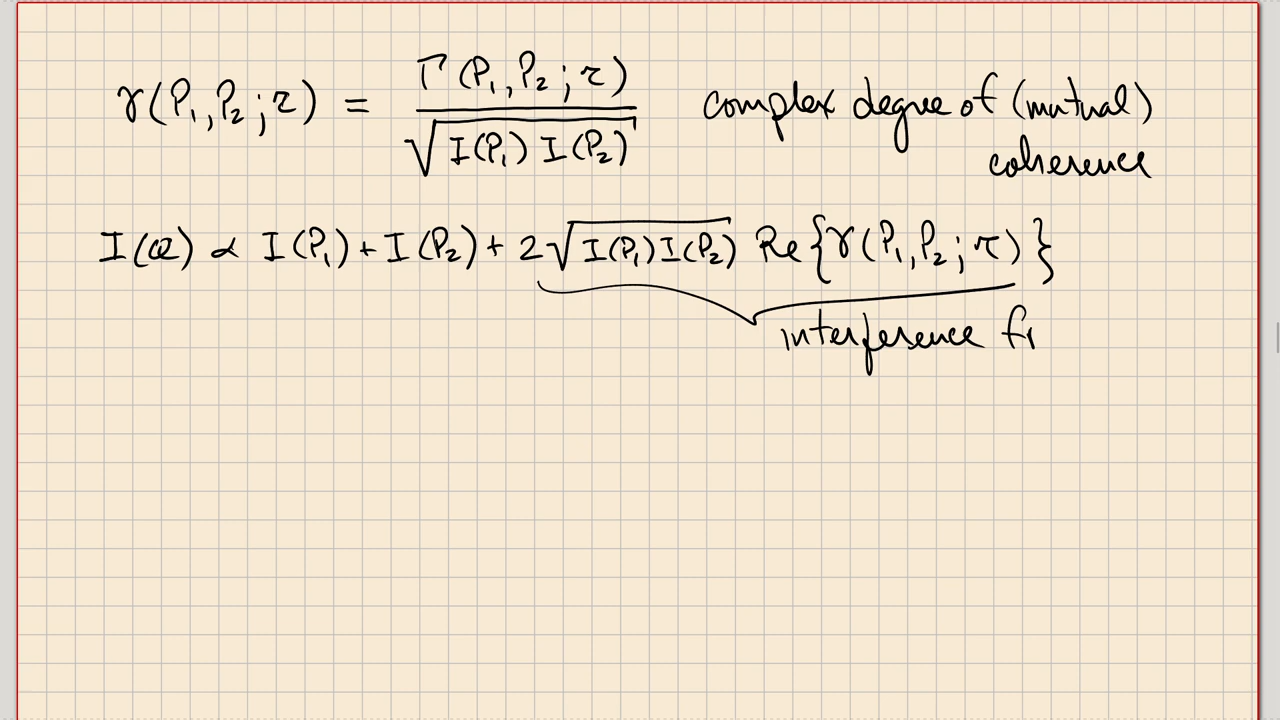 γ(P₁,P₂;τ) = Γ(P₁,P₂;τ) / √(I(P₁) I(P₂)) complex degree of (mutual)
coherence
I(Q) ∝ I(P₁) + I(P₂) + 2√(I(P₁)I(P₂)) Re{γ(P₁,P₂;τ)}
interference fr